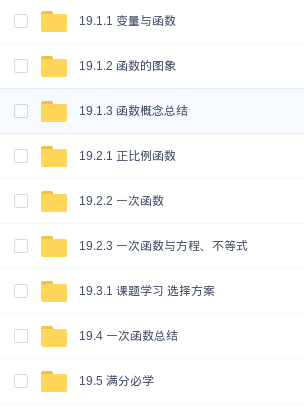 19.1.1 变量与函数
19.1.2 函数的图象
19.1.3 函数概念总结
19.2.1 正比例函数
19.2.2 一次函数
19.2.3 一次函数与方程、不等式
19.3.1 课题学习 选择方案
19.4 一次函数总结
19.5 满分必学